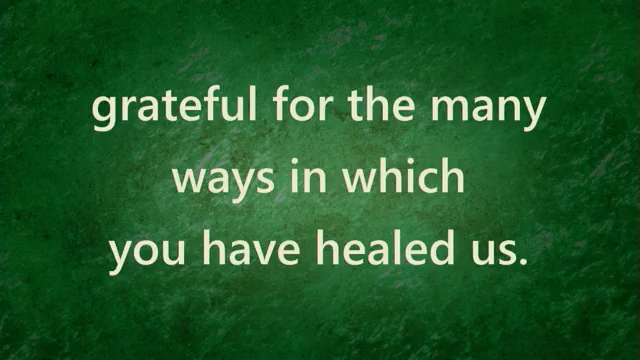 grateful for the many
ways in which
you have healed us.